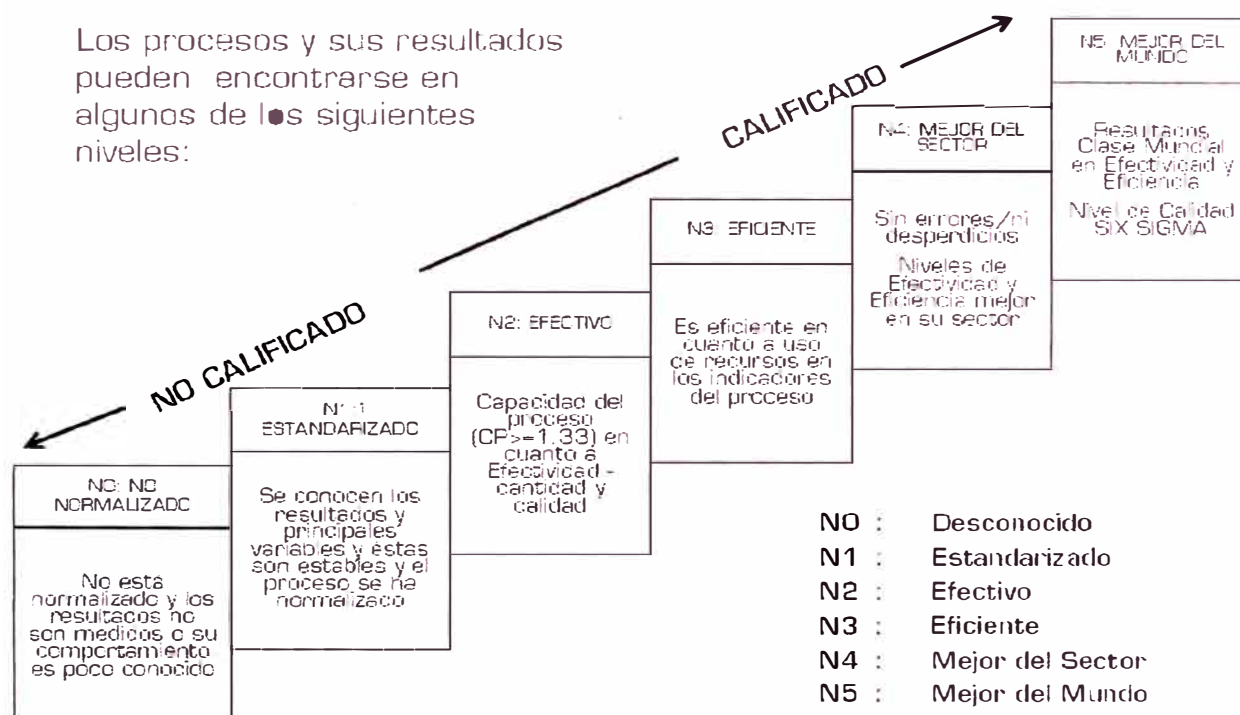 Los procesos y sus resultados
pueden encontrarse en
algunos de los siguientes
niveles:
NO CALIFICADO
CALIFICADO
N0: NO
NORMALIZADO
No está
normalizado y los
resultados no
son medidos o su
comportamiento
es poco conocido
N1:
ESTANDARIZADO
Se conocen los
resultados y
principales
variables y éstas
son estables y el
proceso se ha
normalizado
N2: EFECTIVO
Capacidad del
proceso
(CP>=1.33) en
cuanto a
Efectividad -
cantidad y
calidad
N3: EFICIENTE
Es eficiente en
cuanto a uso
de recursos en
los indicadores
del proceso
N4: MEJOR DEL
SECTOR
Sin errores/ni
desperdicios
Niveles de
Efectividad y
Eficiencia mejor
en su sector
N5: MEJOR DEL
MUNDO
Resultados
Clase Mundial
en Efectividad y
Eficiencia
Nivel de Calidad
SIX SIGMA
N0 : Desconocido
N1 : Estandarizado
N2 : Efectivo
N3 : Eficiente
N4 : Mejor del Sector
N5 : Mejor del Mundo